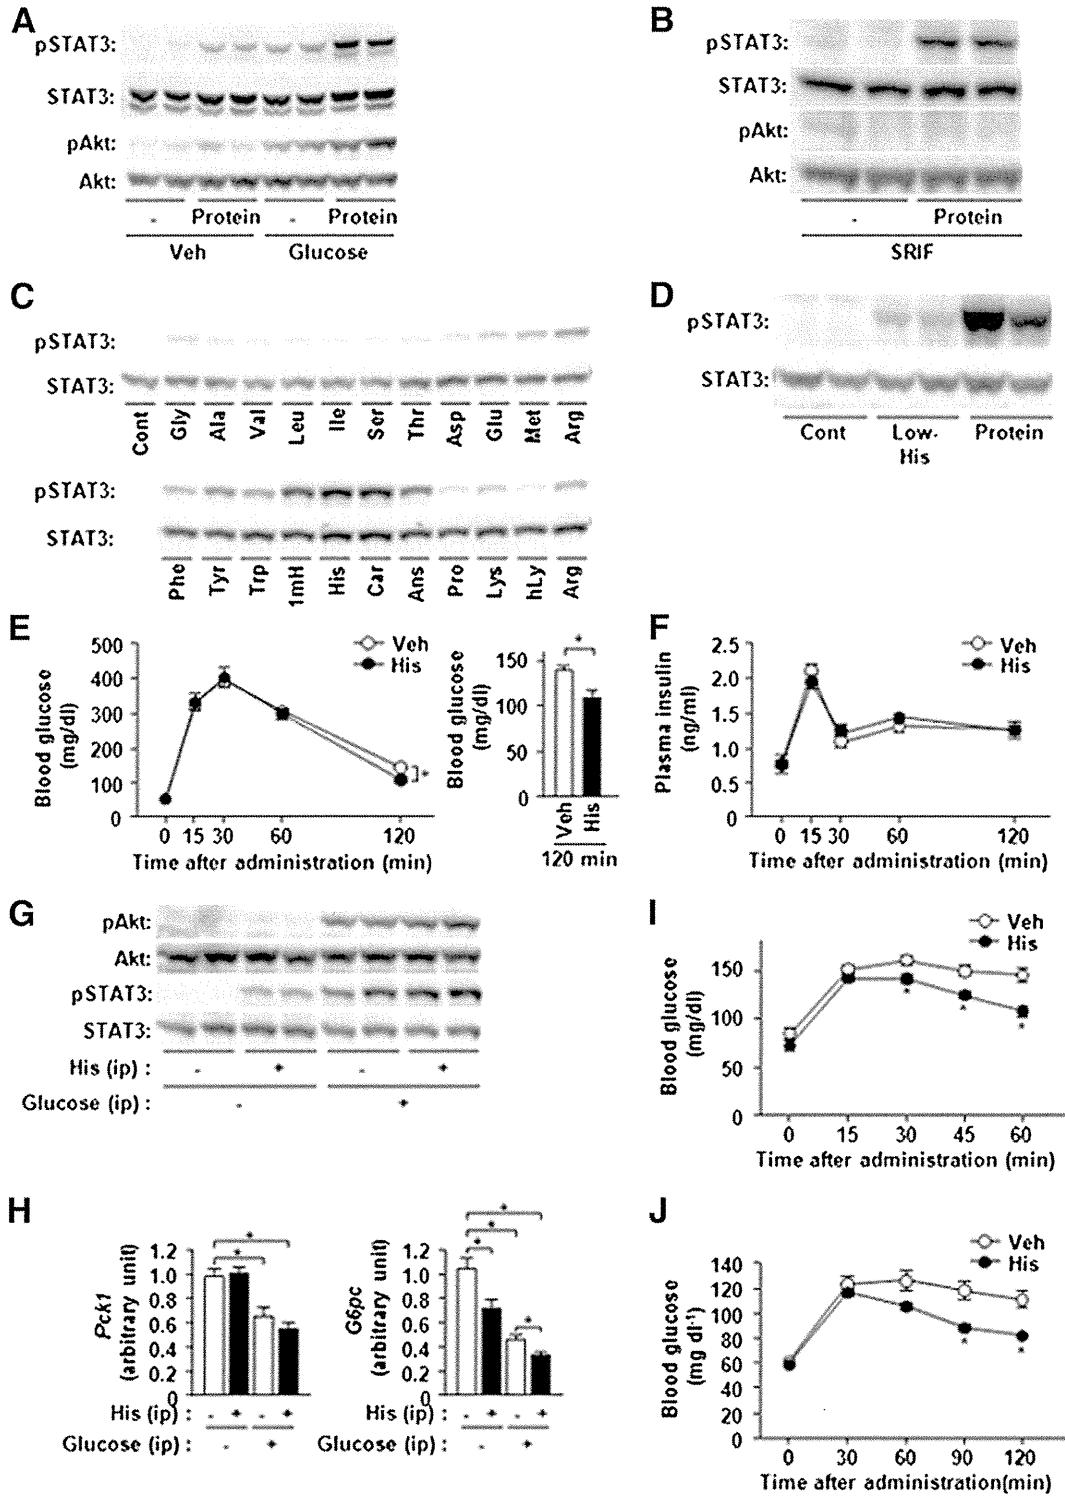 A
pSTAT3:
STAT3:
pAkt:
Akt:
- Protein - Protein
Veh Glucose
B
pSTAT3:
STAT3:
pAkt:
Akt:
- Protein
SRIF
C
pSTAT3:
STAT3:
Cont Gly Ala Val Leu Ile Ser Thr Asp Glu Met Arg
pSTAT3:
STAT3:
Phe Tyr Trp 1mH His Car Ans Pro Lys hLy Arg
D
pSTAT3:
STAT3:
Cont Low- Protein
His
E
Blood glucose
(mg/dl)
500
400
300
200
100
0
Veh
His
*
0 15 30 60 120
Time after administration (min)
Blood glucose
(mg/dl)
150
100
50
0
*
Veh His
120 min
F
Plasma insulin
(ng/ml)
2.5
2.0
1.5
1.0
0.5
0
Veh
His
0 15 30 60 120
Time after administration (min)
G
pAkt:
Akt:
pSTAT3:
STAT3:
His (ip) : - + - +
Glucose (ip) : - +
H
Pck1
(arbitrary unit)
1.2
1.0
0.8
0.6
0.4
0.2
0
* *
His (ip) : - + - +
Glucose (ip) : - +
G6pc
(arbitrary unit)
1.2
1.0
0.8
0.6
0.4
0.2
0
* * * *
His (ip) : - + - +
Glucose (ip) : - +
I
Blood glucose
(mg/dl)
150
100
50
0
Veh
His
* * *
0 15 30 45 60
Time after administration (min)
J
Blood glucose
(mg dl-1)
140
120
100
80
60
40
20
0
Veh
His
* *
0 30 60 90 120
Time after administration(min)